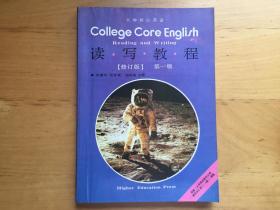 大学核心英语
College Core English
Reading and Writing
读·写·教·程
【修订版】 第一册
Higher Education Press